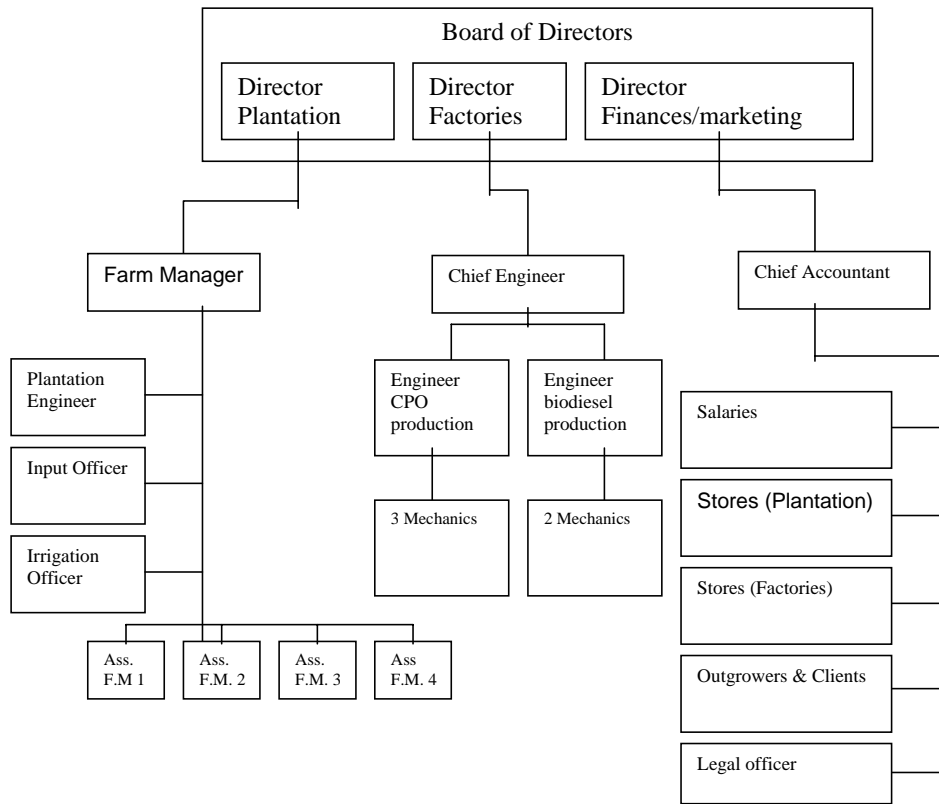 Board of Directors
Director
Plantation
Director
Factories
Director
Finances/marketing
Farm Manager
Chief Engineer
Chief Accountant
Plantation
Engineer
Input Officer
Irrigation
Officer
Engineer
CPO
production
Engineer
biodiesel
production
3 Mechanics
2 Mechanics
Salaries
Stores (Plantation)
Stores (Factories)
Outgrowers & Clients
Legal officer
Ass.
F.M 1
Ass.
F.M. 2
Ass.
F.M. 3
Ass
F.M. 4